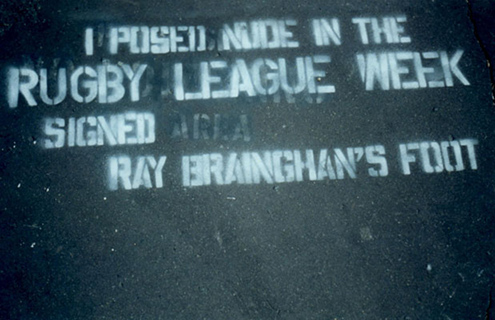 I POSED NUDE IN THE
RUGBY LEAGUE WEEK
SIGNED
RAY BRAINGHAN'S FOOT